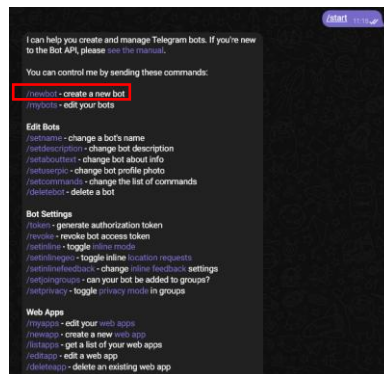 /start 11:15
I can help you create and manage Telegram bots. If you're new
to the Bot API, please see the manual.
You can control me by sending these commands:
/newbot - create a new bot
/mybots - edit your bots
Edit Bots
/setname - change a bot's name
/setdescription - change bot description
/setabouttext - change bot about info
/setuserpic - change bot profile photo
/setcommands - change the list of commands
/deletebot - delete a bot
Bot Settings
/token - generate authorization token
/revoke - revoke bot access token
/setinline - toggle inline mode
/setinlinegeo - toggle inline location requests
/setinlinefeedback - change inline feedback settings
/setjoingroups - can your bot be added to groups?
/setprivacy - toggle privacy mode in groups
Web Apps
/myapps - edit your web apps
/newapp - create a new web app
/listapps - get a list of your web apps
/editapp - edit a web app
/deleteapp - delete an existing web app